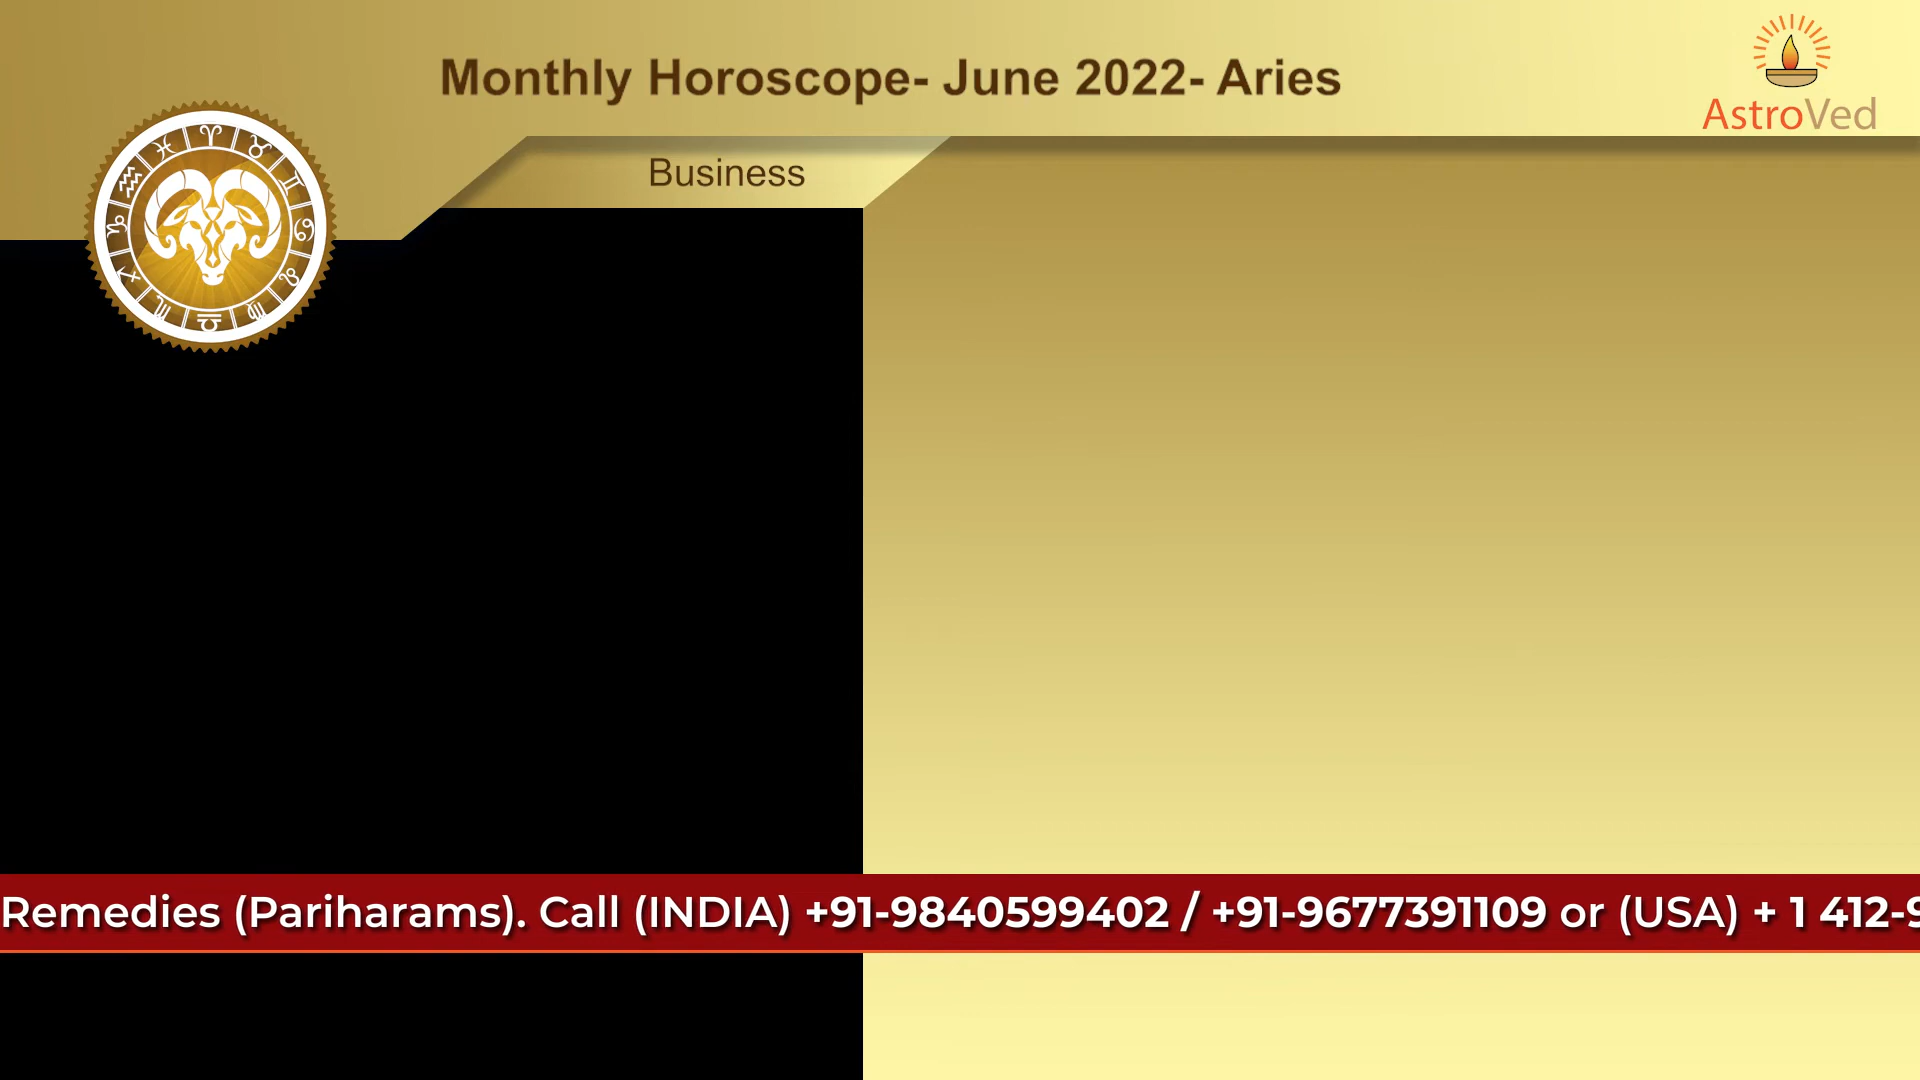 Monthly Horoscope- June 2022- Aries
AstroVed
Business
Remedies (Pariharams). Call (INDIA) +91-9840599402 / +91-9677391109 or (USA) + 1 412-9